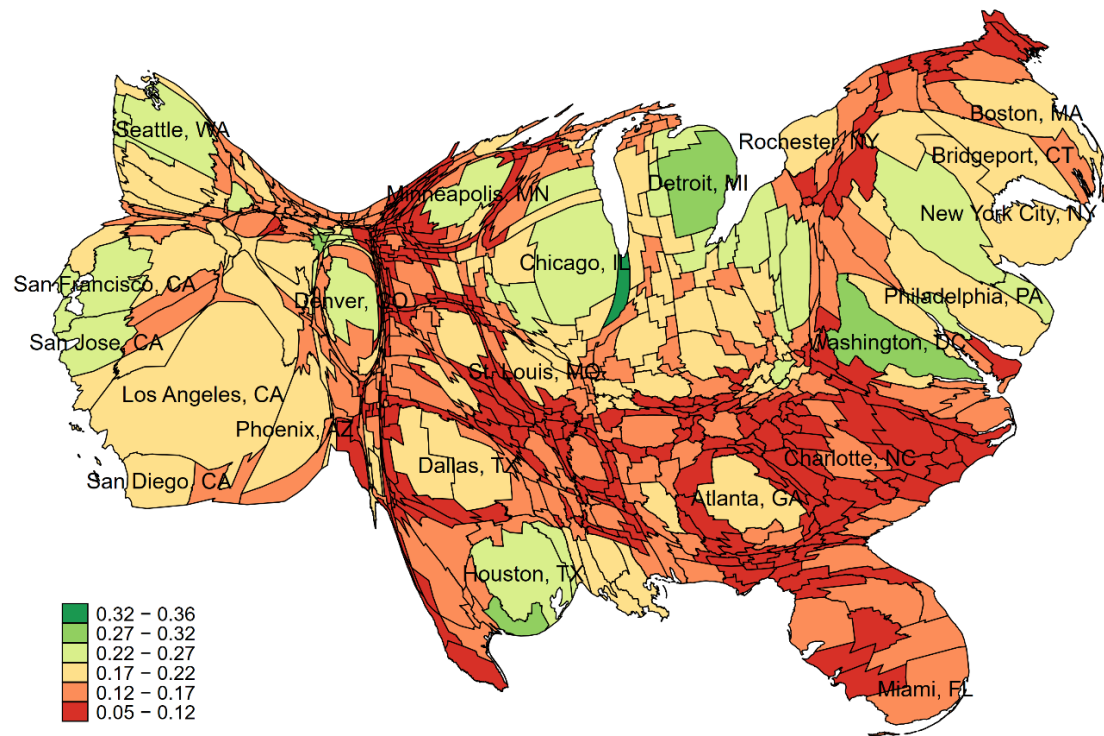 Seattle, WA
Boston, MA
Rochester, NY
Bridgeport, CT
Minneapolis, MN
Detroit, MI
New York City, NY
Chicago, IL
San Francisco, CA
Denver, CO
Philadelphia, PA
San Jose, CA
Washington, DC
St. Louis, MO
Los Angeles, CA
Phoenix, AZ
Charlotte, NC
Dallas, TX
San Diego, CA
Atlanta, GA
Houston, TX
Miami, FL
0.32 − 0.36
0.27 − 0.32
0.22 − 0.27
0.17 − 0.22
0.12 − 0.17
0.05 − 0.12